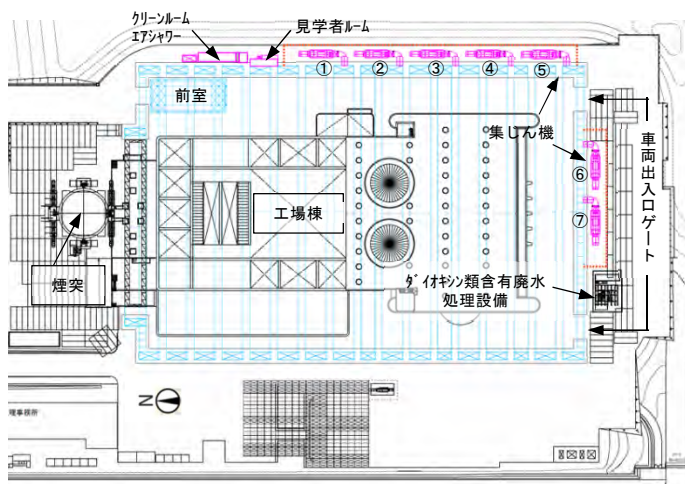 クリーンルーム
エアシャワー
見学者ルーム
①
②
③
④
⑤
前室
集じん機
⑥
⑦
車両出入口ゲート
工場棟
煙突
ダイオキシン類含有廃水
処理設備
N
理事務所